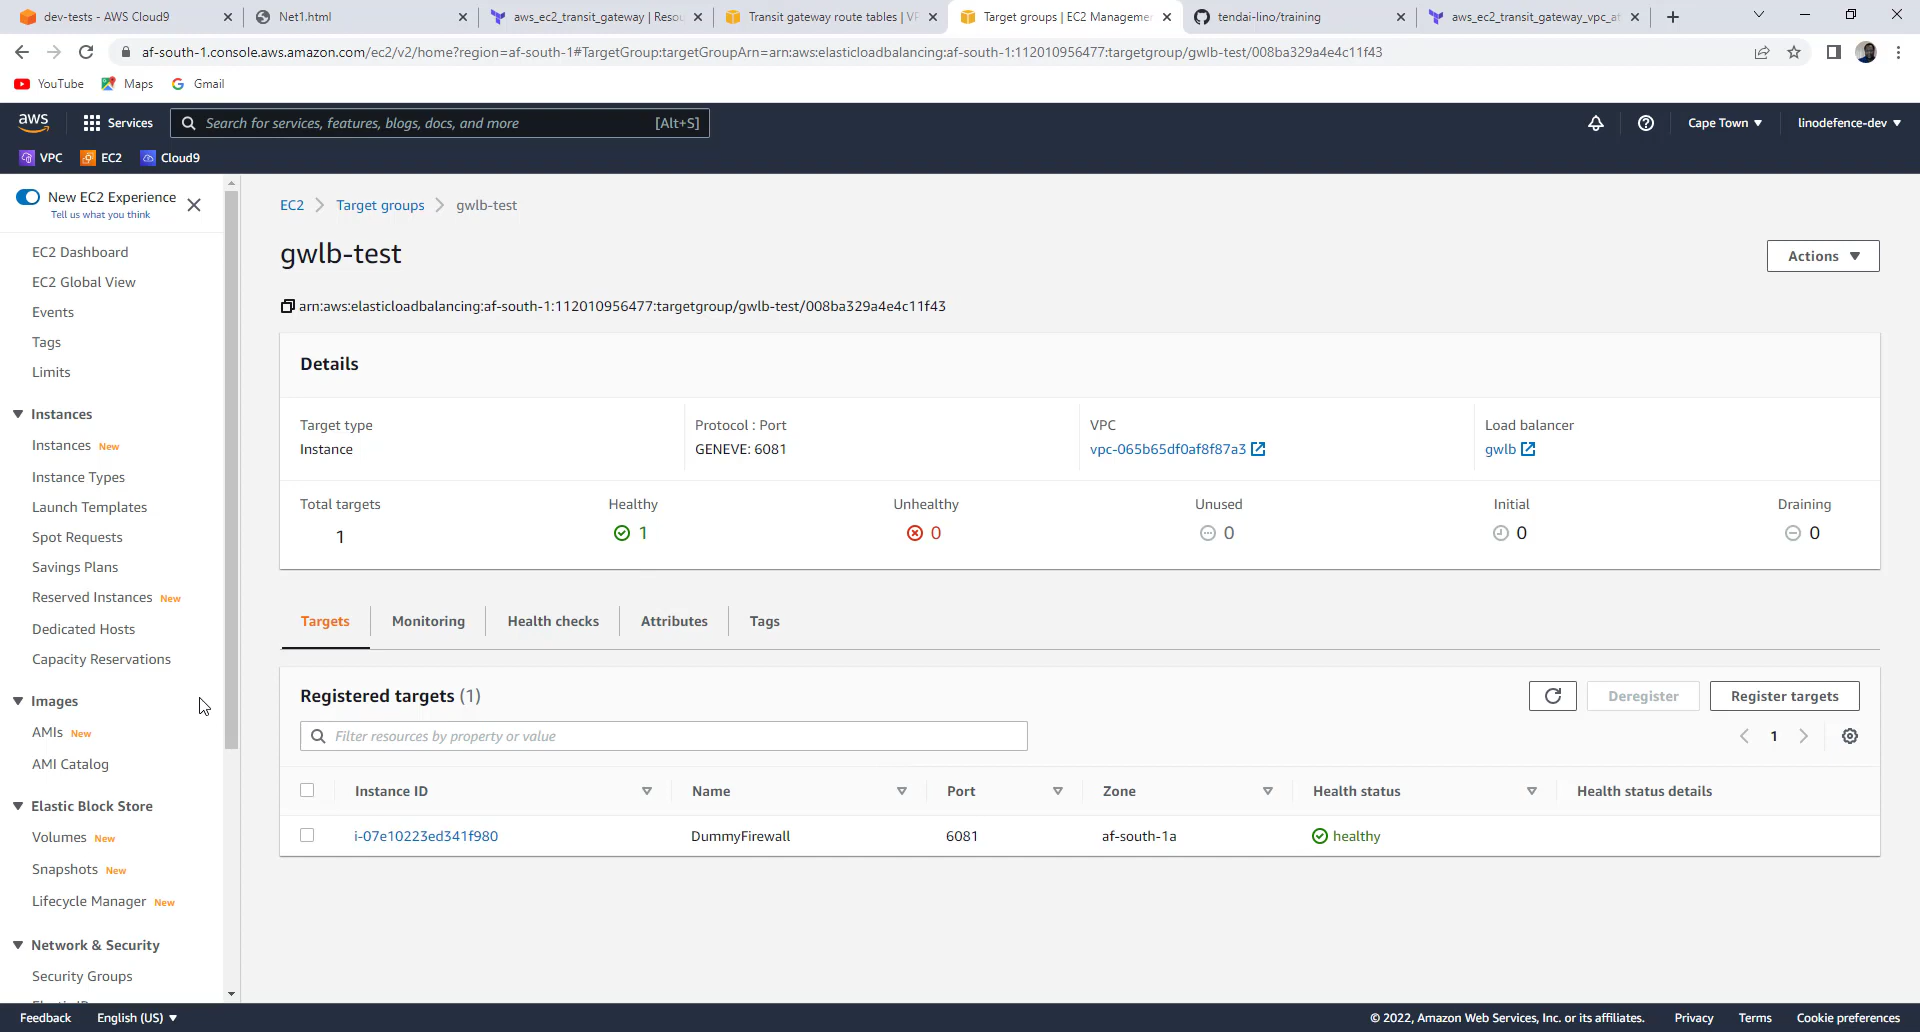 dev-tests - AWS Cloud9
Net1.html
aws_ec2_transit_gateway | Resou
Transit gateway route tables | VP
Target groups | EC2 Managemen
tendai-lino/training
aws_ec2_transit_gateway_vpc_at
af-south-1.console.aws.amazon.com/ec2/v2/home?region=af-south-1#TargetGroup:targetGroupArn=arn:aws:elasticloadbalancing:af-south-1:112010956477:targetgroup/gwlb-test/008ba329a4e4c11f43
YouTube
Maps
Gmail
aws
Services
Search for services, features, blogs, docs, and more
[Alt+S]
Cape Town
linodefence-dev
VPC
EC2
Cloud9
New EC2 Experience
Tell us what you think
EC2 Dashboard
EC2 Global View
Events
Tags
Limits
Instances
Instances New
Instance Types
Launch Templates
Spot Requests
Savings Plans
Reserved Instances New
Dedicated Hosts
Capacity Reservations
Images
AMIs New
AMI Catalog
Elastic Block Store
Volumes New
Snapshots New
Lifecycle Manager New
Network & Security
Security Groups
EC2
Target groups
gwlb-test
gwlb-test
Actions
arn:aws:elasticloadbalancing:af-south-1:112010956477:targetgroup/gwlb-test/008ba329a4e4c11f43
Details
Target type
Instance
Protocol : Port
GENEVE: 6081
VPC
vpc-065b65df0af8f87a3
Load balancer
gwlb
Total targets
1
Healthy
1
Unhealthy
0
Unused
0
Initial
0
Draining
0
Targets
Monitoring
Health checks
Attributes
Tags
Registered targets (1)
Deregister
Register targets
Filter resources by property or value
1
Instance ID
Name
Port
Zone
Health status
Health status details
i-07e10223ed341f980
DummyFirewall
6081
af-south-1a
healthy
Feedback
English (US)
© 2022, Amazon Web Services, Inc. or its affiliates.
Privacy
Terms
Cookie preferences